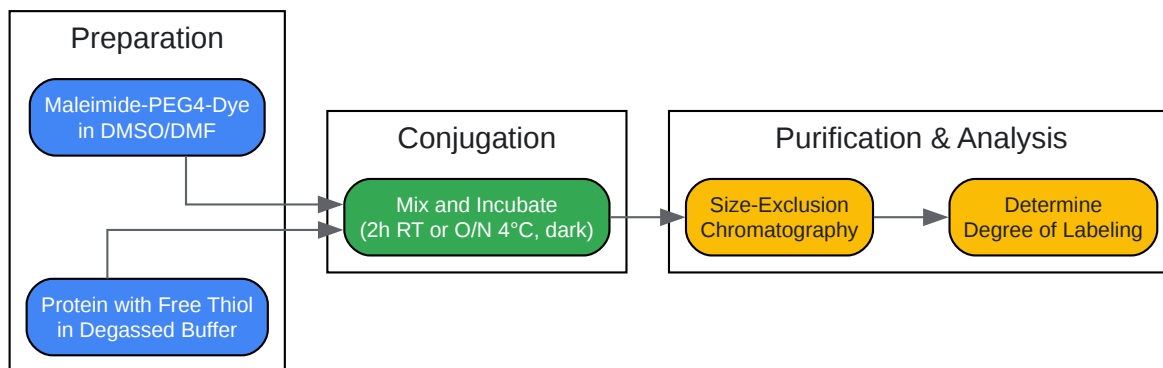 Preparation
Maleimide-PEG4-Dye
in DMSO/DMF
Protein with Free Thiol
in Degassed Buffer
Conjugation
Mix and Incubate
(2h RT or O/N 4°C, dark)
Purification & Analysis
Size-Exclusion
Chromatography
Determine
Degree of Labeling